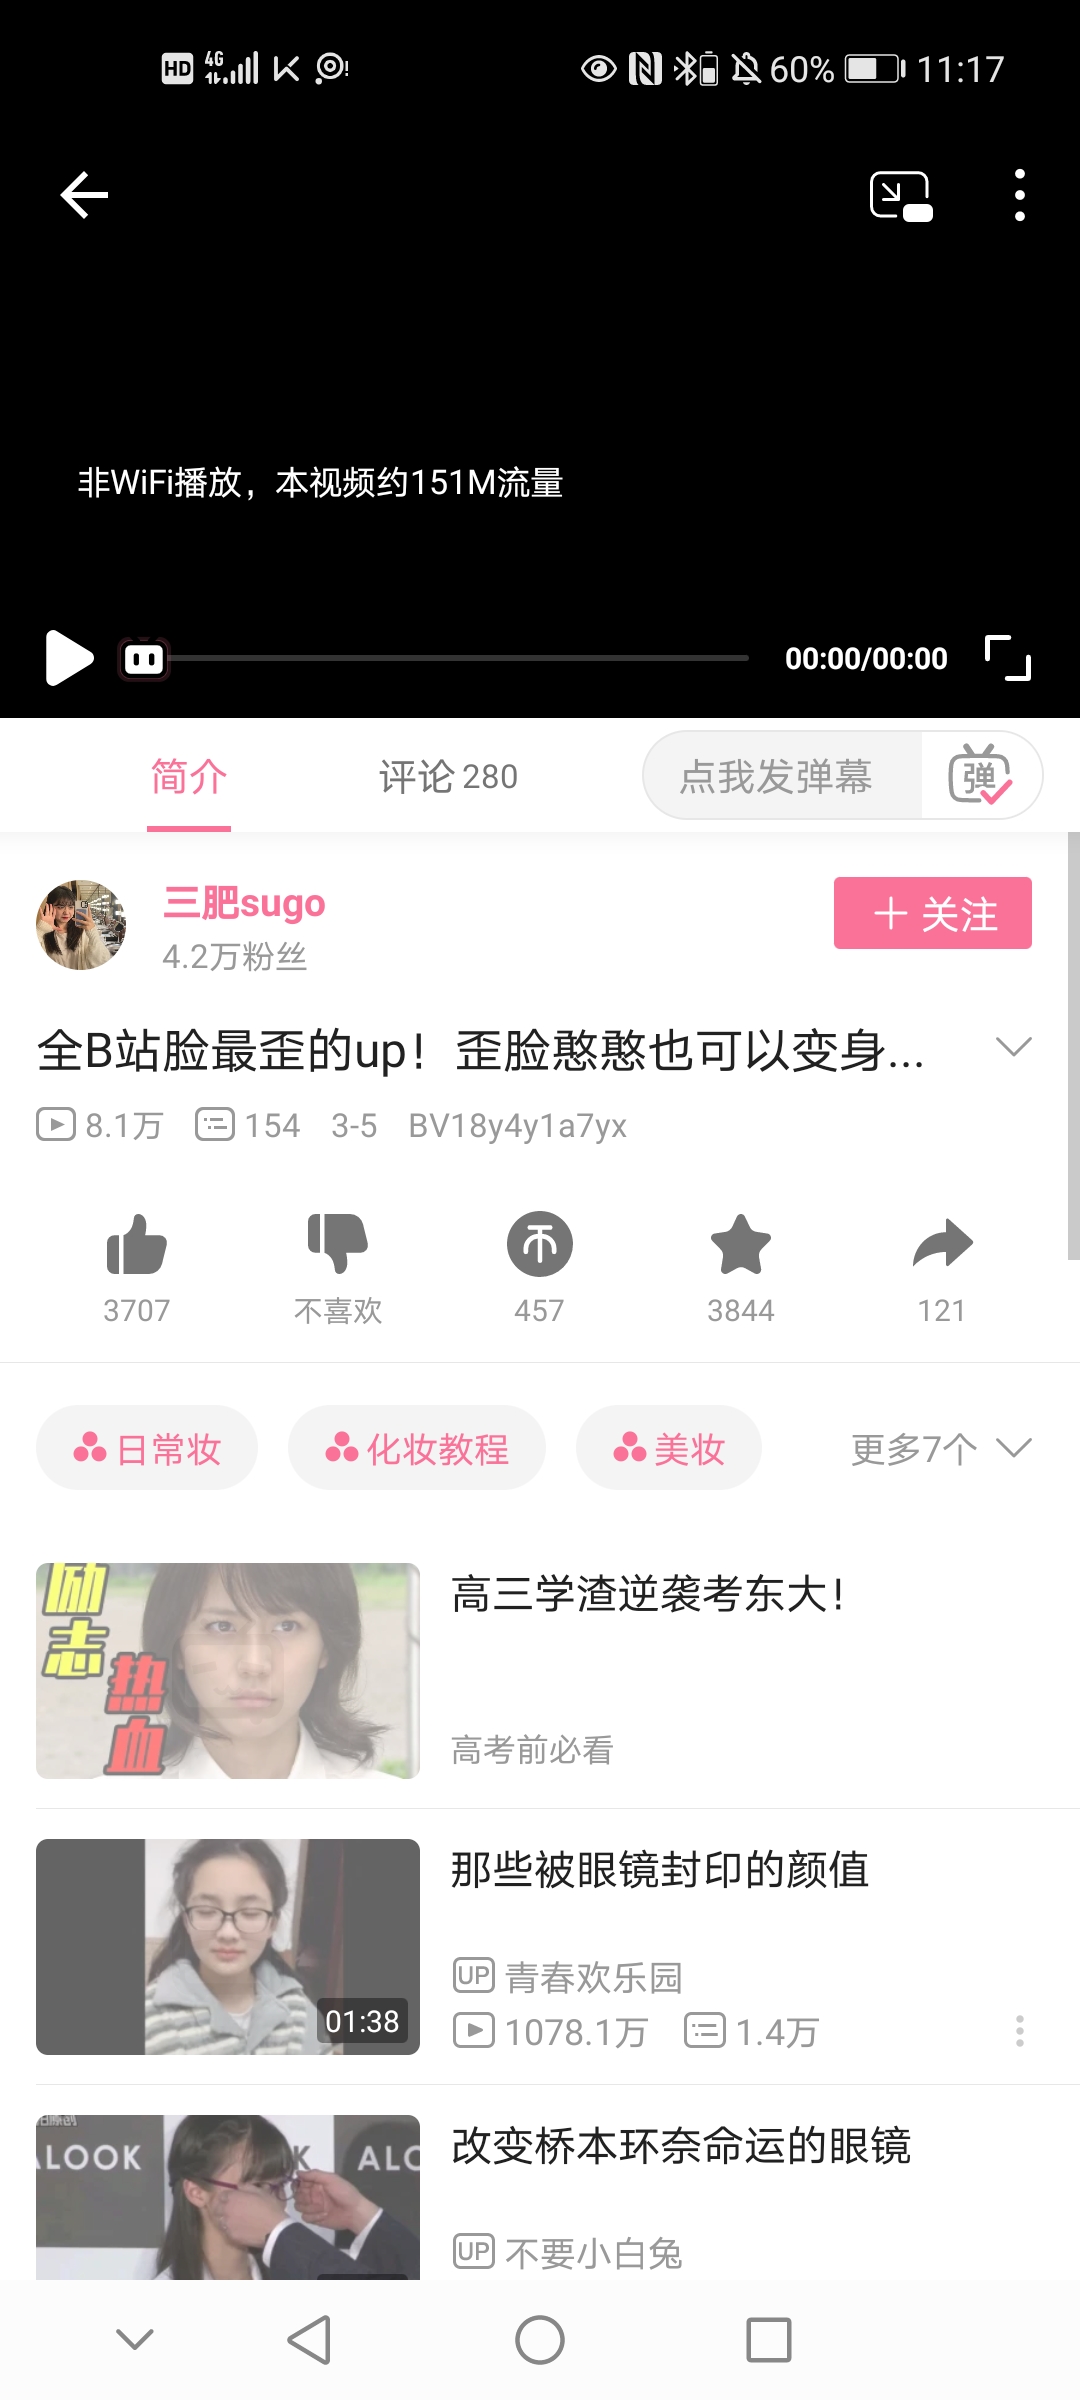 HD 4G 60% 11:17
非WiFi播放，本视频约151M流量
00:00/00:00
简介 评论 280 点我发弹幕 弹
三肥sugo
4.2万粉丝
＋ 关注
全B站脸最歪的up！歪脸憨憨也可以变身...
8.1万 154 3-5 BV18y4y1a7yx
3707 不喜欢 457 3844 121
日常妆 化妆教程 美妆 更多7个
励志
热血
高三学渣逆袭考东大！
高考前必看
01:38
那些被眼镜封印的颜值
UP 青春欢乐园
1078.1万 1.4万
ALOOK K ALO
改变桥本环奈命运的眼镜
UP 不要小白兔